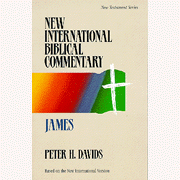 New Testament Series
NEW
INTERNATIONAL
BIBLICAL
COMMENTARY
JAMES
PETER H. DAVIDS
Based on the New International Version